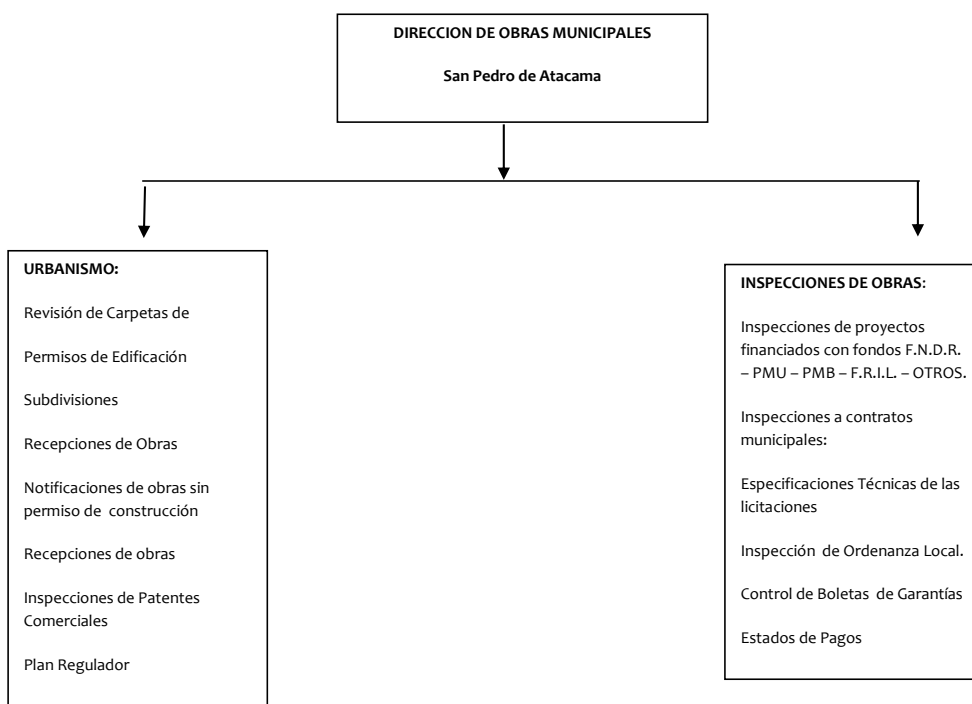 DIRECCION DE OBRAS MUNICIPALES
San Pedro de Atacama
URBANISMO:
Revisión de Carpetas de
Permisos de Edificación
Subdivisiones
Recepciones de Obras
Notificaciones de obras sin
permiso de construcción
Recepciones de obras
Inspecciones de Patentes
Comerciales
Plan Regulador
INSPECCIONES DE OBRAS:
Inspecciones de proyectos
financiados con fondos F.N.D.R.
– PMU – PMB – F.R.I.L. – OTROS.
Inspecciones a contratos
municipales:
Especificaciones Técnicas de las
licitaciones
Inspección de Ordenanza Local.
Control de Boletas de Garantías
Estados de Pagos